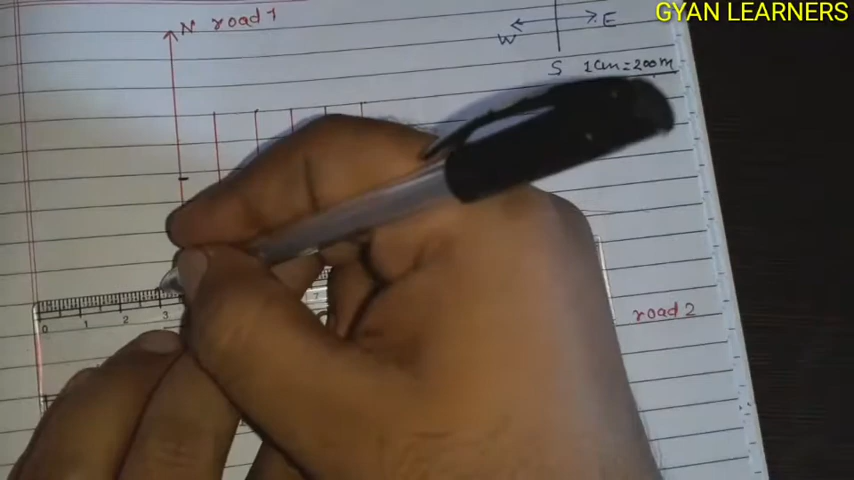 GYAN LEARNERS
N road 1
W E
S 1cm=200m
road 2
0 1 2 3